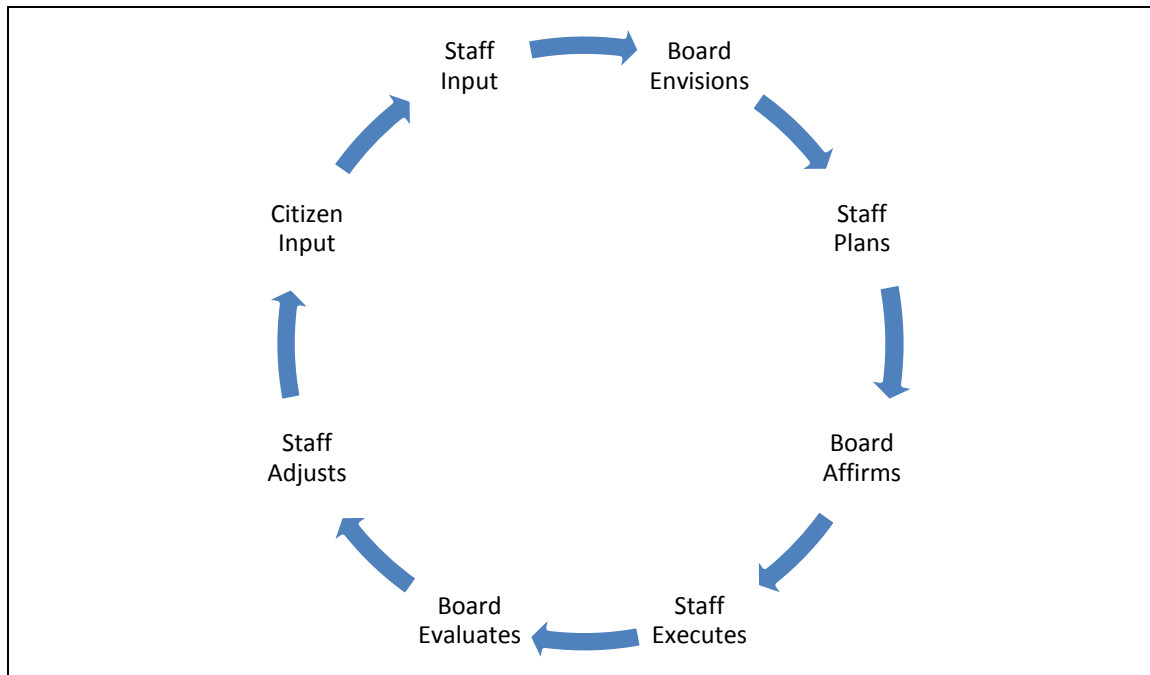 Staff
Input
Board
Envisions
Staff
Plans
Board
Affirms
Staff
Executes
Board
Evaluates
Staff
Adjusts
Citizen
Input